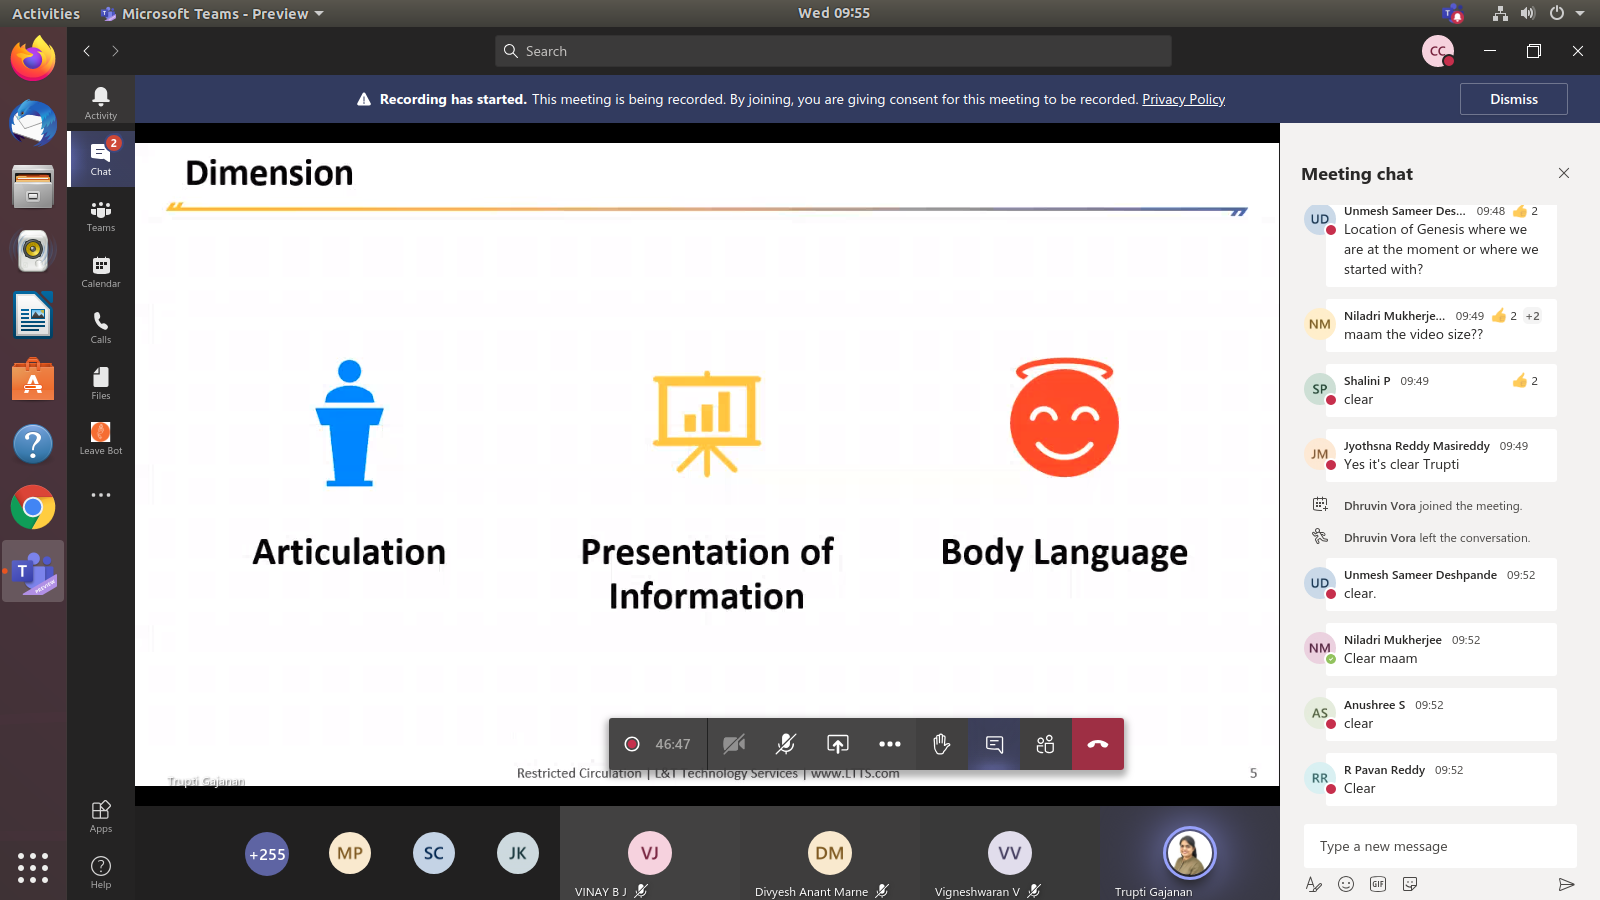 Activities
Microsoft Teams - Preview
Wed 09:55
Search
CC
Recording has started. This meeting is being recorded. By joining, you are giving consent for this meeting to be recorded. Privacy Policy
Dismiss
Activity
2
Chat
Teams
Calendar
Calls
Files
Leave Bot
Apps
Help
Dimension
Articulation
Presentation of
Information
Body Language
46:47
Restricted Circulation | L&T Technology Services | www.LTTS.com
5
Trupti Gajanan
+255
MP
SC
JK
VJ
VINAY B J
DM
Divyesh Anant Marne
VV
Vigneshwaran V
Trupti Gajanan
Meeting chat
UD
Unmesh Sameer Des... 09:48 2
Location of Genesis where we
are at the moment or where we
started with?
NM
Niladri Mukherje... 09:49 2 +2
maam the video size??
SP
Shalini P 09:49 2
clear
JM
Jyothsna Reddy Masireddy 09:49
Yes it's clear Trupti
Dhruvin Vora joined the meeting.
Dhruvin Vora left the conversation.
UD
Unmesh Sameer Deshpande 09:52
clear.
NM
Niladri Mukherjee 09:52
Clear maam
AS
Anushree S 09:52
clear
RR
R Pavan Reddy 09:52
Clear
Type a new message
GIF